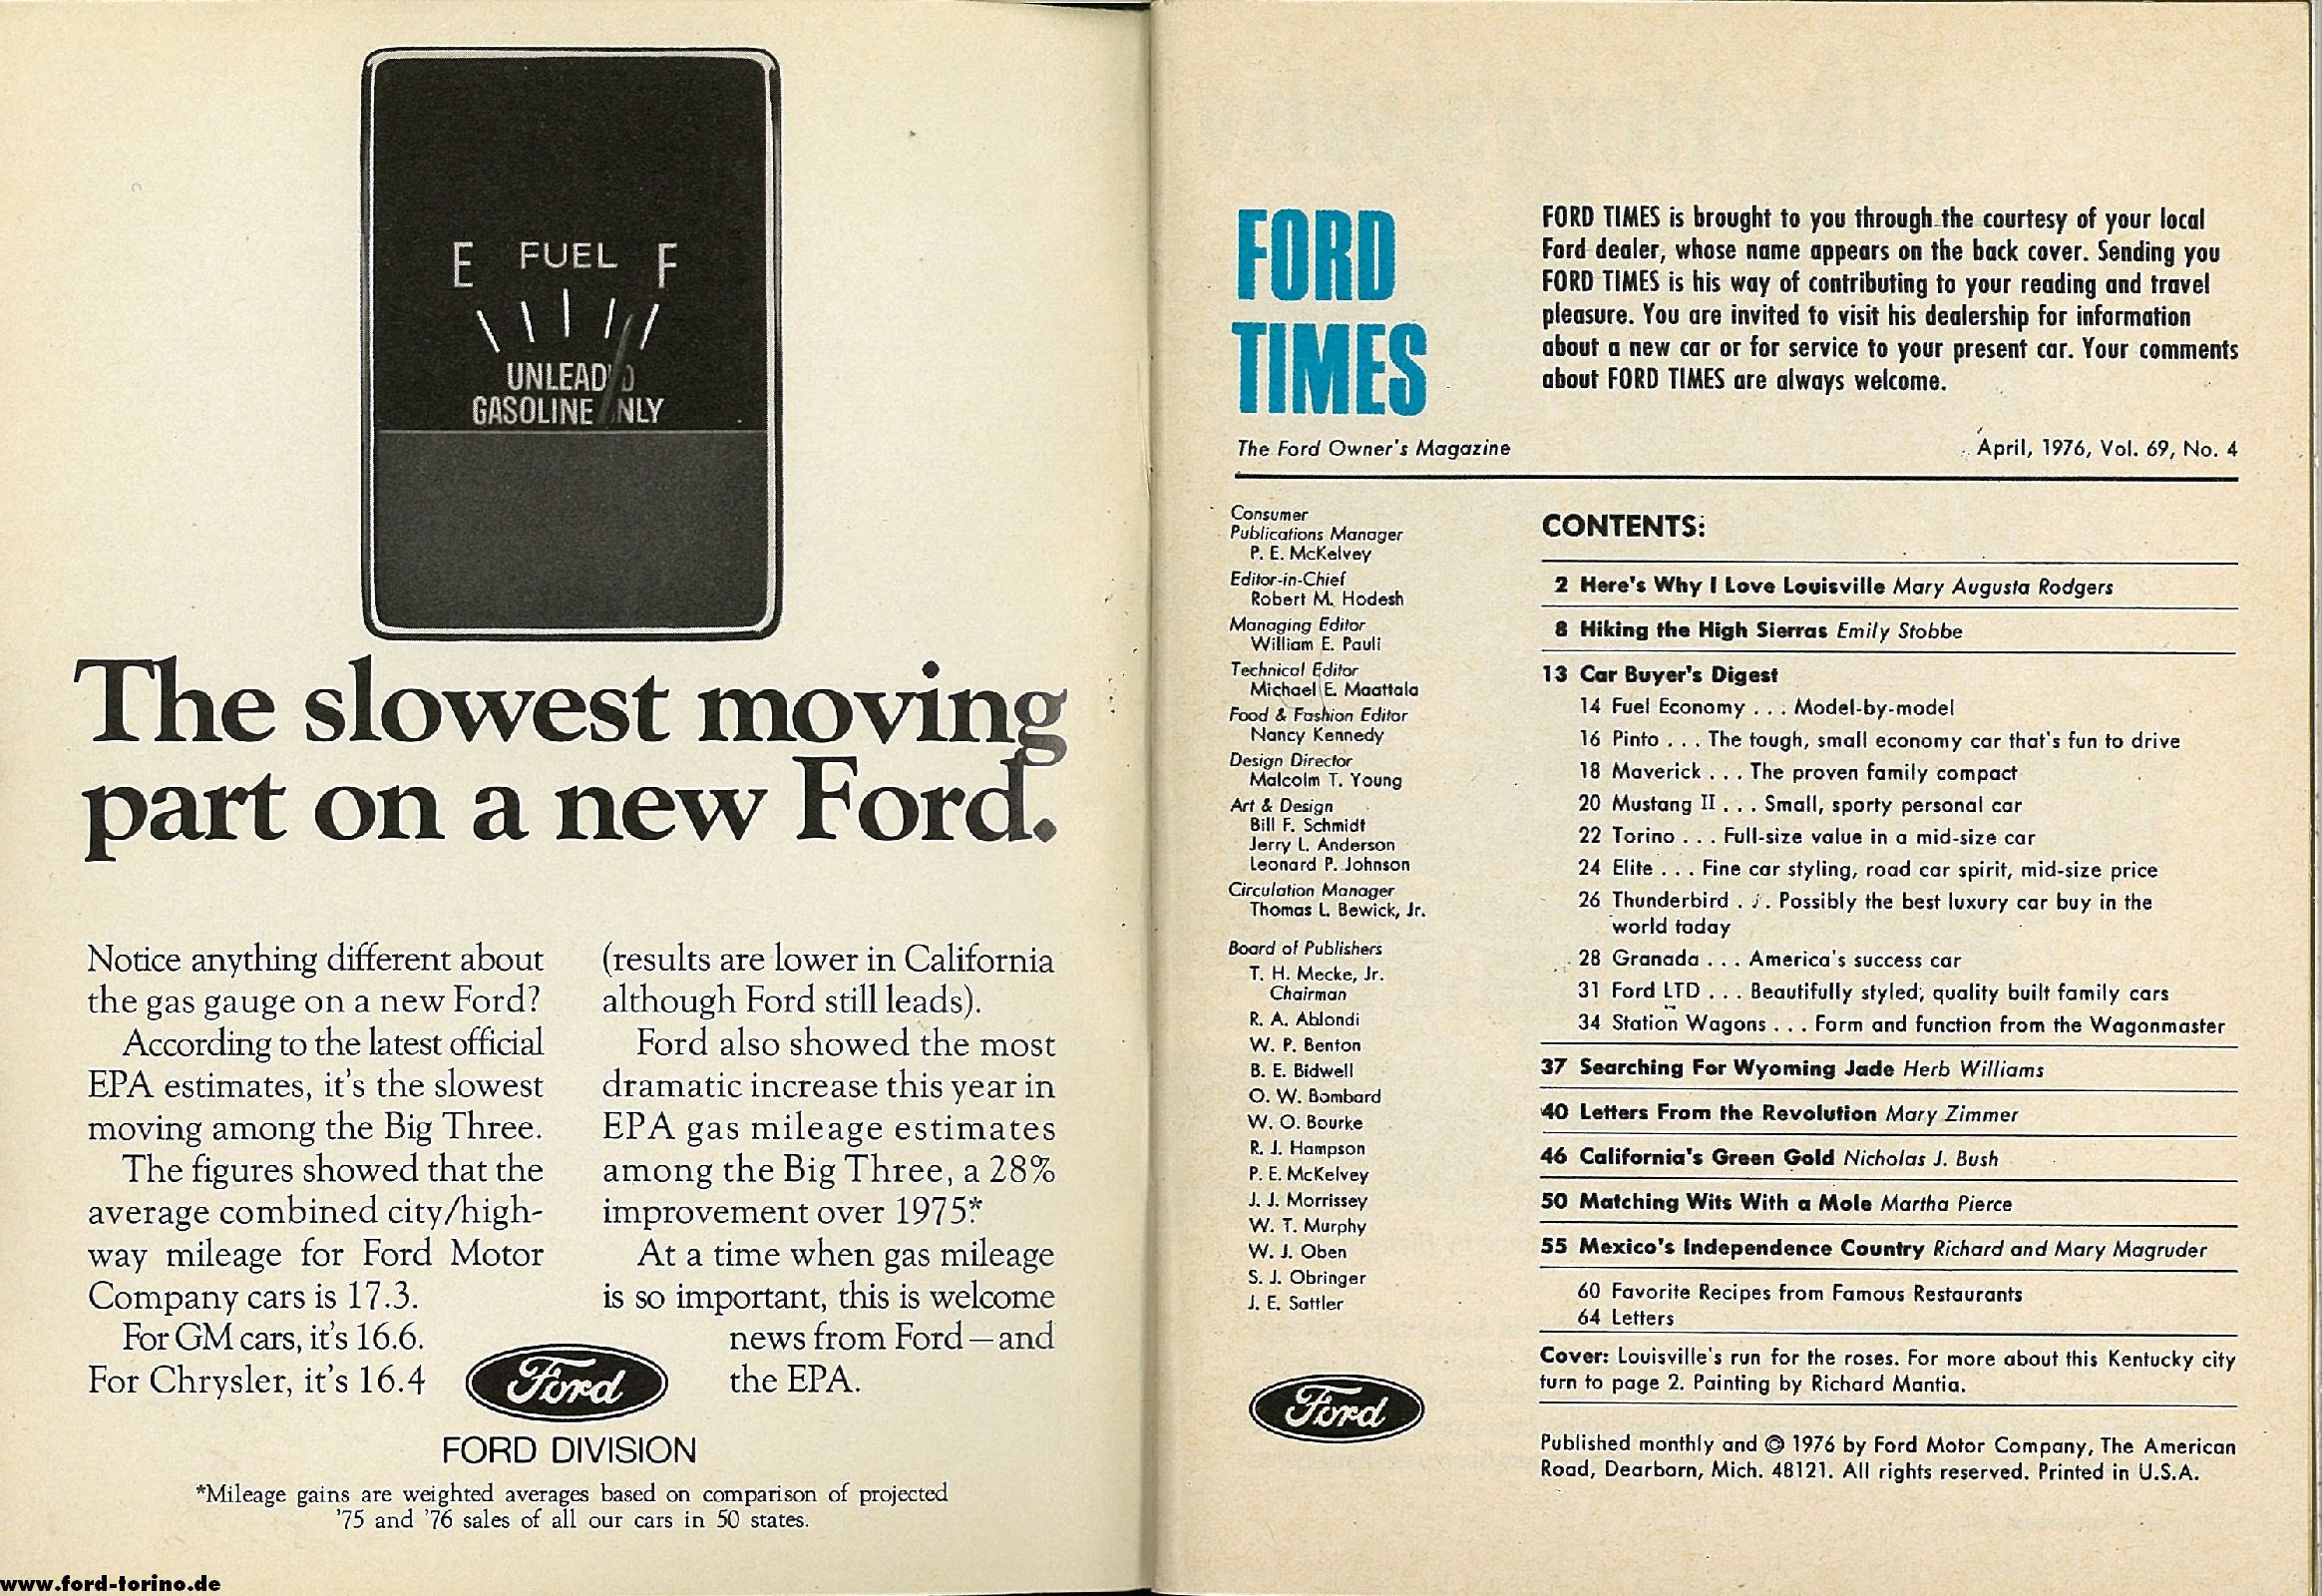 E FUEL F
UNLEAD
GASOLINE NLY
The slowest moving
part on a new Ford.
Notice anything different about
the gas gauge on a new Ford?
According to the latest official
EPA estimates, it's the slowest
moving among the Big Three.
The figures showed that the
average combined city/high-
way mileage for Ford Motor
Company cars is 17.3.
For GM cars, it's 16.6.
For Chrysler, it's 16.4
(results are lower in California
although Ford still leads).
Ford also showed the most
dramatic increase this year in
EPA gas mileage estimates
among the Big Three, a 28%
improvement over 1975.*
At a time when gas mileage
is so important, this is welcome
news from Ford—and
the EPA.
Ford
FORD DIVISION
*Mileage gains are weighted averages based on comparison of projected
'75 and '76 sales of all our cars in 50 states.
www.ford-torino.de
FORD
TIMES
The Ford Owner's Magazine
FORD TIMES is brought to you through the courtesy of your local
Ford dealer, whose name appears on the back cover. Sending you
FORD TIMES is his way of contributing to your reading and travel
pleasure. You are invited to visit his dealership for information
about a new car or for service to your present car. Your comments
about FORD TIMES are always welcome.
April, 1976, Vol. 69, No. 4
Consumer
Publications Manager
P. E. McKelvey
Editor-in-Chief
Robert M. Hodesh
Managing Editor
William E. Pauli
Technical Editor
Michael E. Maattala
Food & Fashion Editor
Nancy Kennedy
Design Director
Malcolm T. Young
Art & Design
Bill F. Schmidt
Jerry L. Anderson
Leonard P. Johnson
Circulation Manager
Thomas L. Bewick, Jr.
Board of Publishers
T. H. Mecke, Jr.
Chairman
R. A. Ablondi
W. P. Benton
B. E. Bidwell
O. W. Bombard
W. O. Bourke
R. J. Hampson
P. E. McKelvey
J. J. Morrissey
W. T. Murphy
W. J. Oben
S. J. Obringer
J. E. Sattler
Ford
CONTENTS:
2 Here's Why I Love Louisville Mary Augusta Rodgers
8 Hiking the High Sierras Emily Stobbe
13 Car Buyer's Digest
14 Fuel Economy . . . Model-by-model
16 Pinto . . . The tough, small economy car that's fun to drive
18 Maverick . . . The proven family compact
20 Mustang II . . . Small, sporty personal car
22 Torino . . . Full-size value in a mid-size car
24 Elite . . . Fine car styling, road car spirit, mid-size price
26 Thunderbird . . . Possibly the best luxury car buy in the
world today
28 Granada . . . America's success car
31 Ford LTD . . . Beautifully styled, quality built family cars
34 Station Wagons . . . Form and function from the Wagonmaster
37 Searching For Wyoming Jade Herb Williams
40 Letters From the Revolution Mary Zimmer
46 California's Green Gold Nicholas J. Bush
50 Matching Wits With a Mole Martha Pierce
55 Mexico's Independence Country Richard and Mary Magruder
60 Favorite Recipes from Famous Restaurants
64 Letters
Cover: Louisville's run for the roses. For more about this Kentucky city
turn to page 2. Painting by Richard Mantia.
Published monthly and © 1976 by Ford Motor Company, The American
Road, Dearborn, Mich. 48121. All rights reserved. Printed in U.S.A.